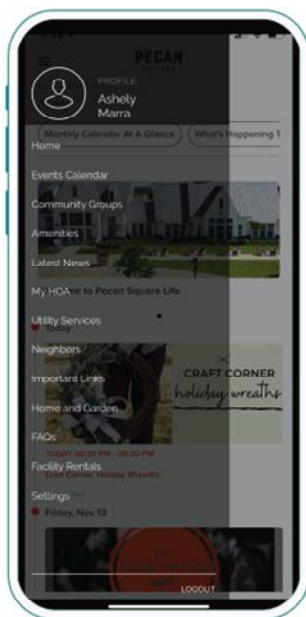 PECAN
SQUARE
PROFILE
Ashely
Marra
Monthly Calendar At A Glance
What's Happening T
Home
Events Calendar
Community Groups
Amenities
Latest News
to Pecan Square Life
My HOA
Utility Services
Today
Neighbors
CRAFT CORNER
holiday wreaths
Important Links
Home and Garden
FAQs
TODAY 06:30 PM - 08:30 PM
Facility Rentals
Craft Corner: Holiday Wreaths
Settings
Friday, Nov 13
LOGOUT